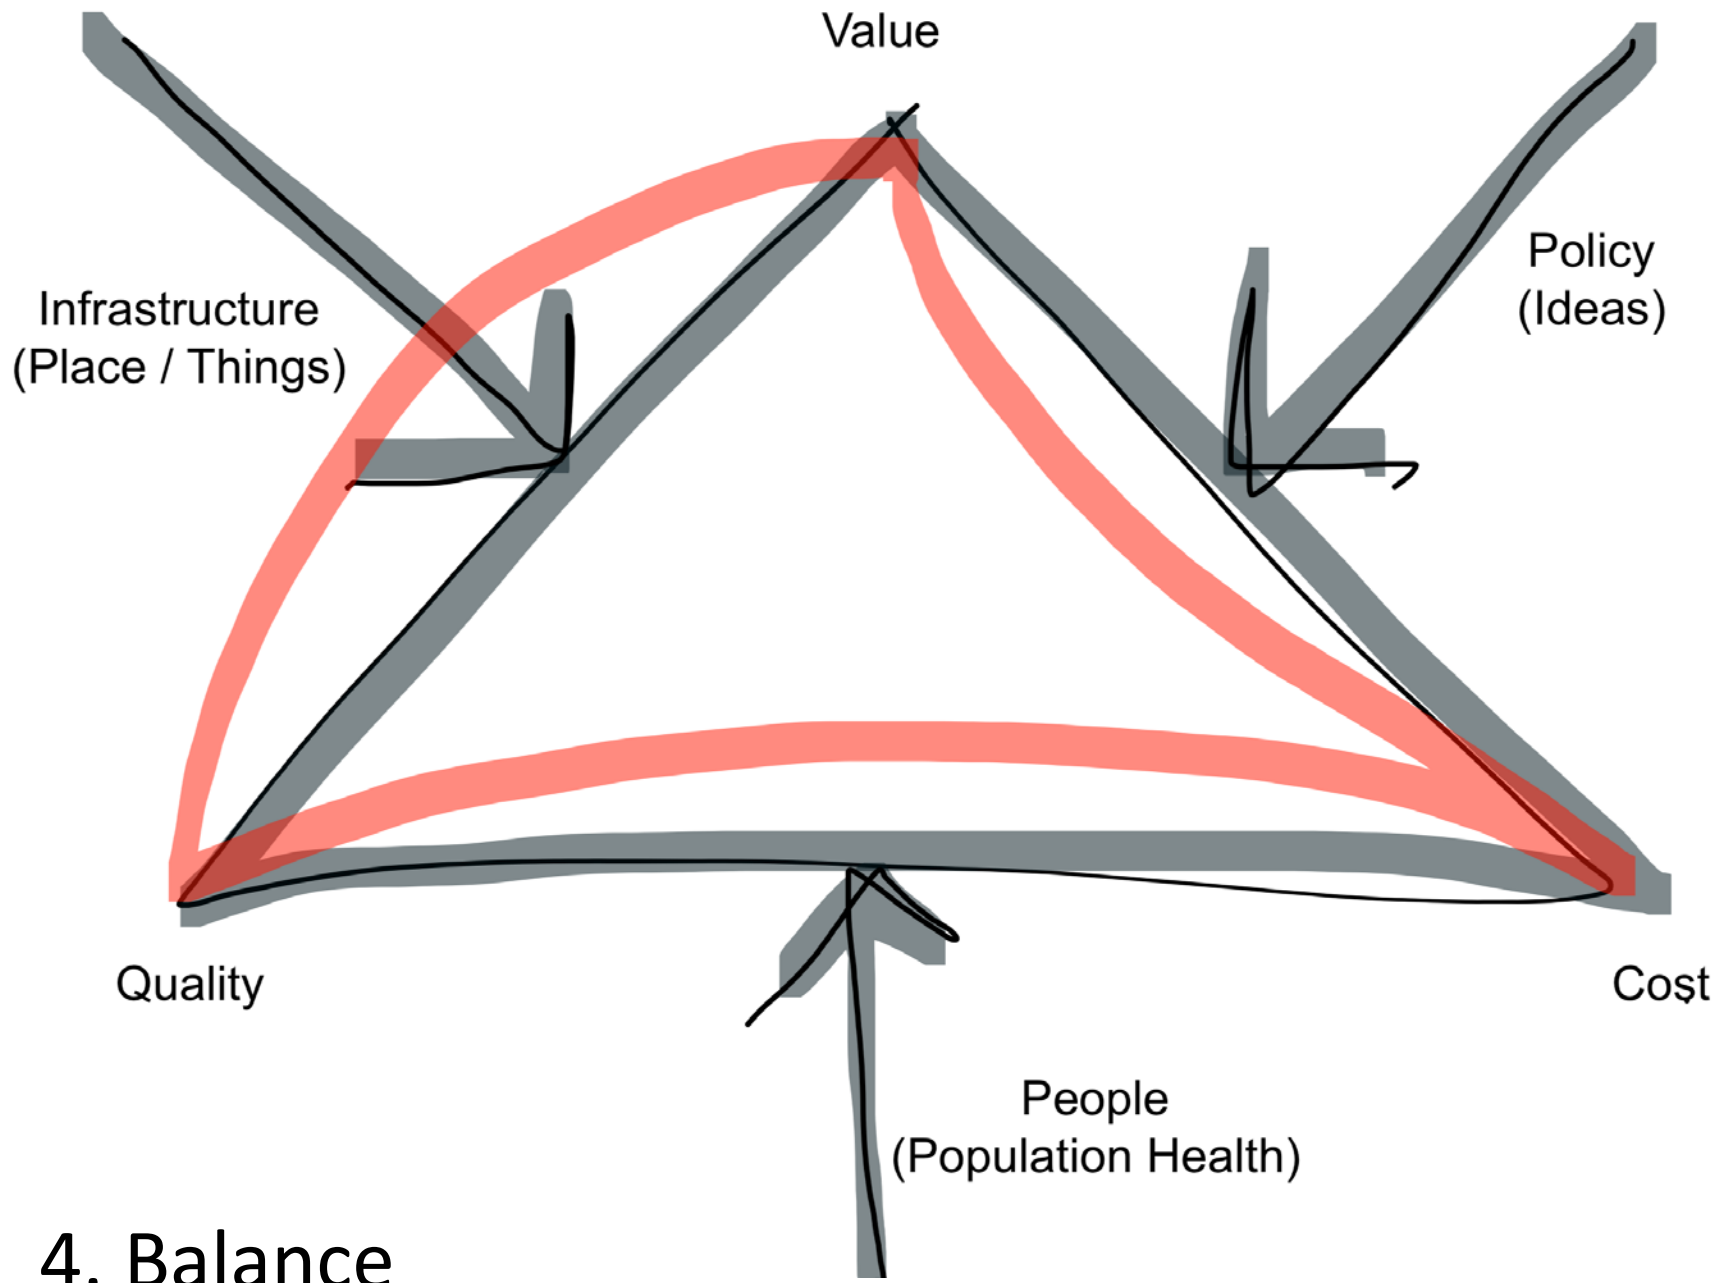 Value
Policy
(Ideas)
Infrastructure
(Place / Things)
Quality
Cost
People
(Population Health)
4. Balance